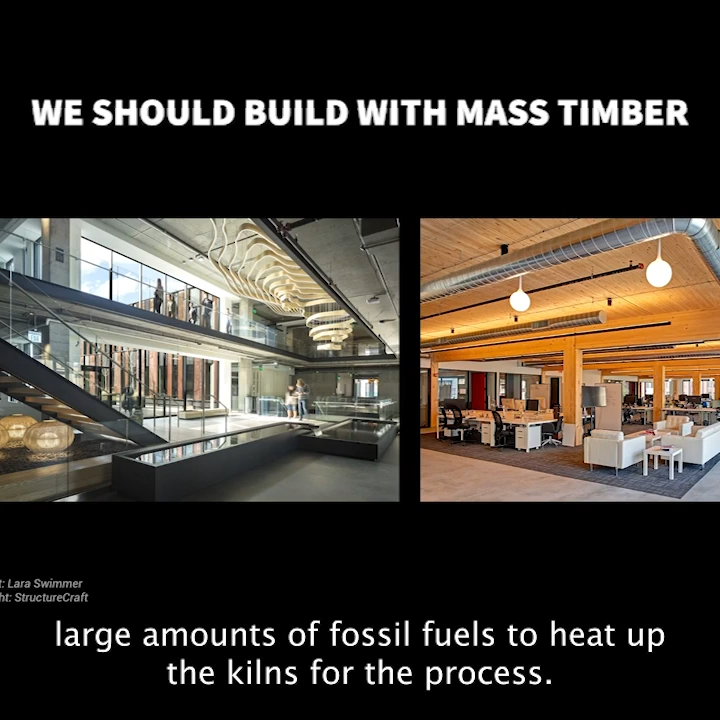 WE SHOULD BUILD WITH MASS TIMBER
t: Lara Swimmer
ht: StructureCraft
large amounts of fossil fuels to heat up
the kilns for the process.